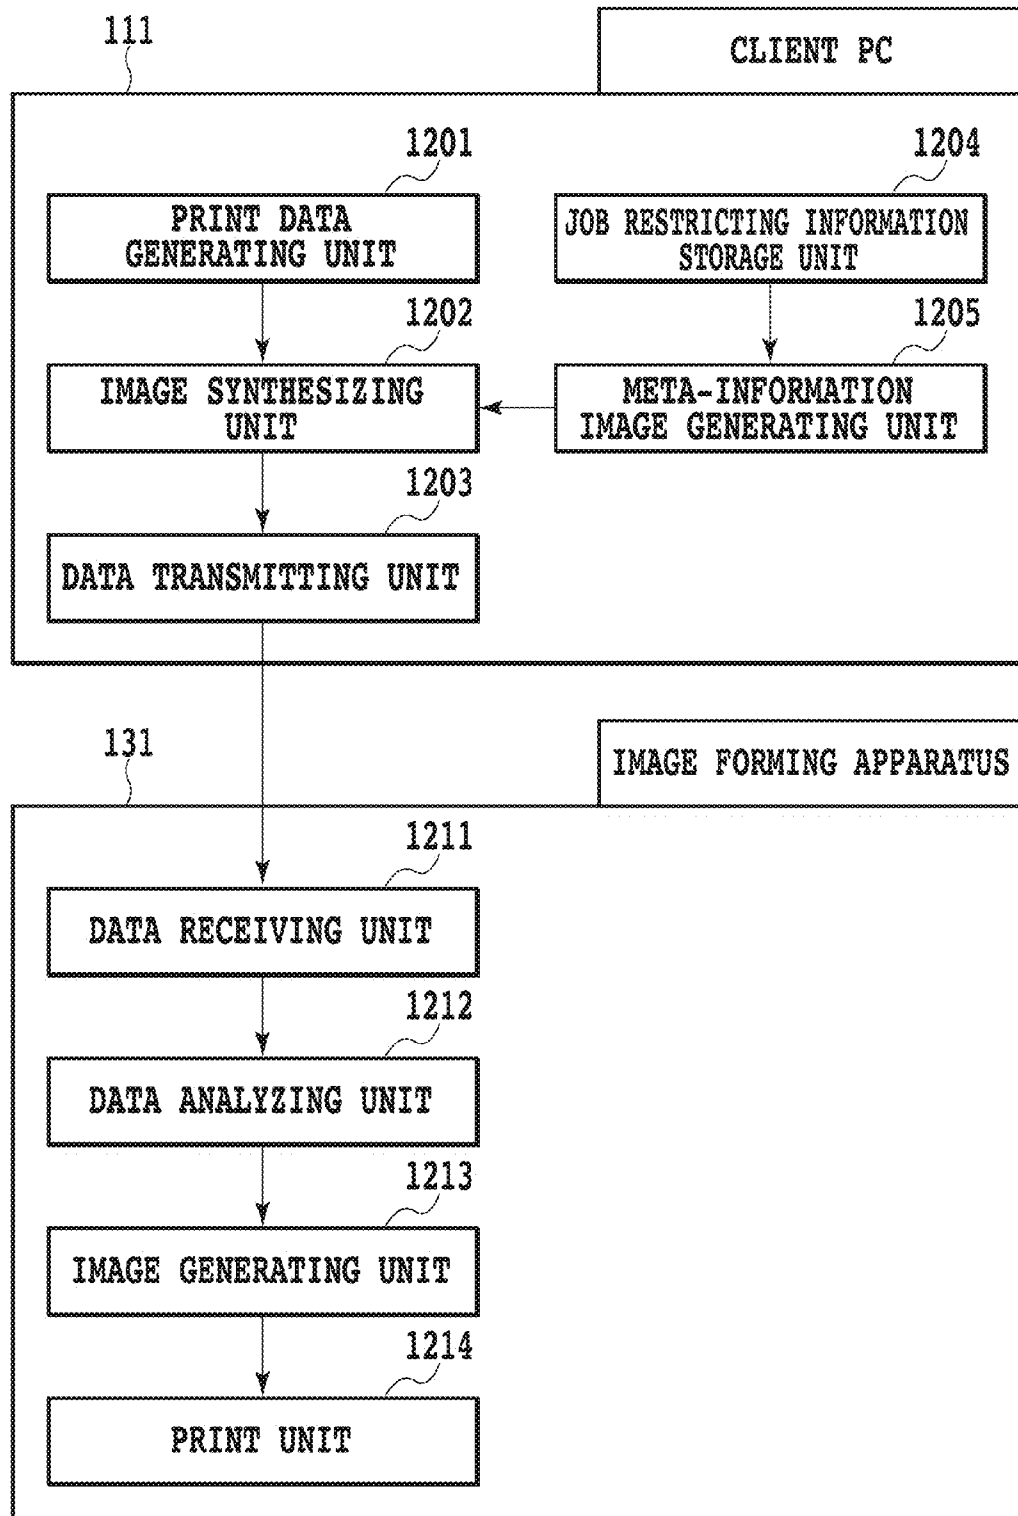 111
CLIENT PC
1201
PRINT DATA
GENERATING UNIT
1204
JOB RESTRICTING INFORMATION
STORAGE UNIT
1202
IMAGE SYNTHESIZING
UNIT
1205
META-INFORMATION
IMAGE GENERATING UNIT
1203
DATA TRANSMITTING UNIT
131
IMAGE FORMING APPARATUS
1211
DATA RECEIVING UNIT
1212
DATA ANALYZING UNIT
1213
IMAGE GENERATING UNIT
1214
PRINT UNIT